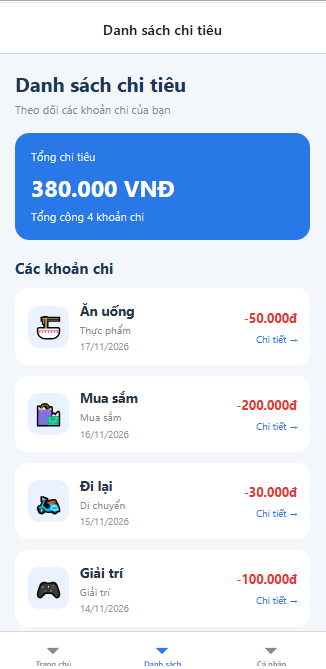 Danh sách chi tiêu
Danh sách chi tiêu
Theo dõi các khoản chi của bạn
Tổng chi tiêu
380.000 VNĐ
Tổng cộng 4 khoản chi
Các khoản chi
Ăn uống
-50.000đ
Thực phẩm
Chi tiết →
17/11/2026
Mua sắm
-200.000đ
Mua sắm
Chi tiết →
16/11/2026
Đi lại
-30.000đ
Di chuyển
Chi tiết →
15/11/2026
Giải trí
-100.000đ
Giải trí
Chi tiết →
14/11/2026
Trang chủ
Danh sách
Cá nhân